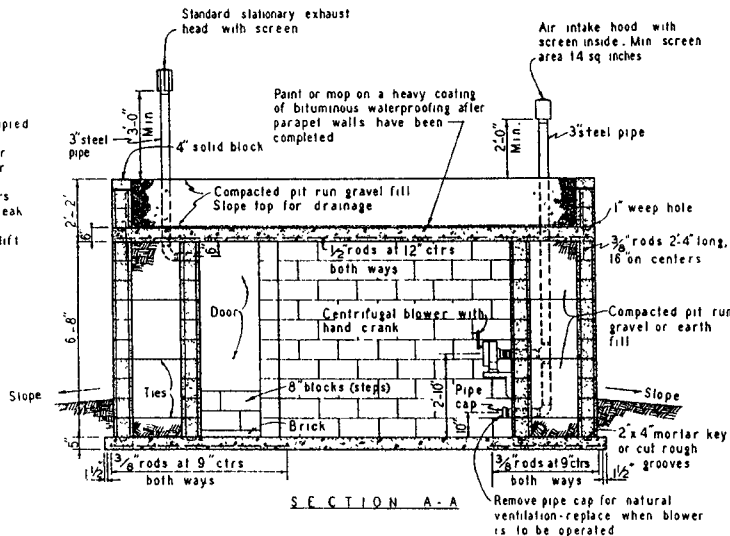 Standard stationary exhaust
head with screen
Air intake hood with
screen inside. Min screen
area 14 sq inches
pied
r
r
rs
eak
lift
3" steel
pipe
3'-0"
Min
4" solid block
Paint or mop on a heavy coating
of bituminous waterproofing after
parapet walls have been
completed
2'-0"
Min.
3" steel pipe
Compacted pit run gravel fill
Slope top for drainage
2'-2"
6"
6"
1" weep hole
1/2" rods at 12" ctrs
both ways
3/8" rods 2'-4" long,
16" on centers
6'-8"
Door
Centrifugal blower with
hand crank
Compacted pit run
gravel or earth
fill
Slope
Ties
8" blocks (steps)
Brick
2'-10"
Pipe
cap
10"
Slope
5"
2" x 4" mortar key
or cut rough
grooves
3/8" rods at 9" ctrs
both ways
1 1/2"
3/8" rods at 9" ctrs
both ways
1 1/2"
SECTION A-A
Remove pipe cap for natural
ventilation-replace when blower
is to be operated